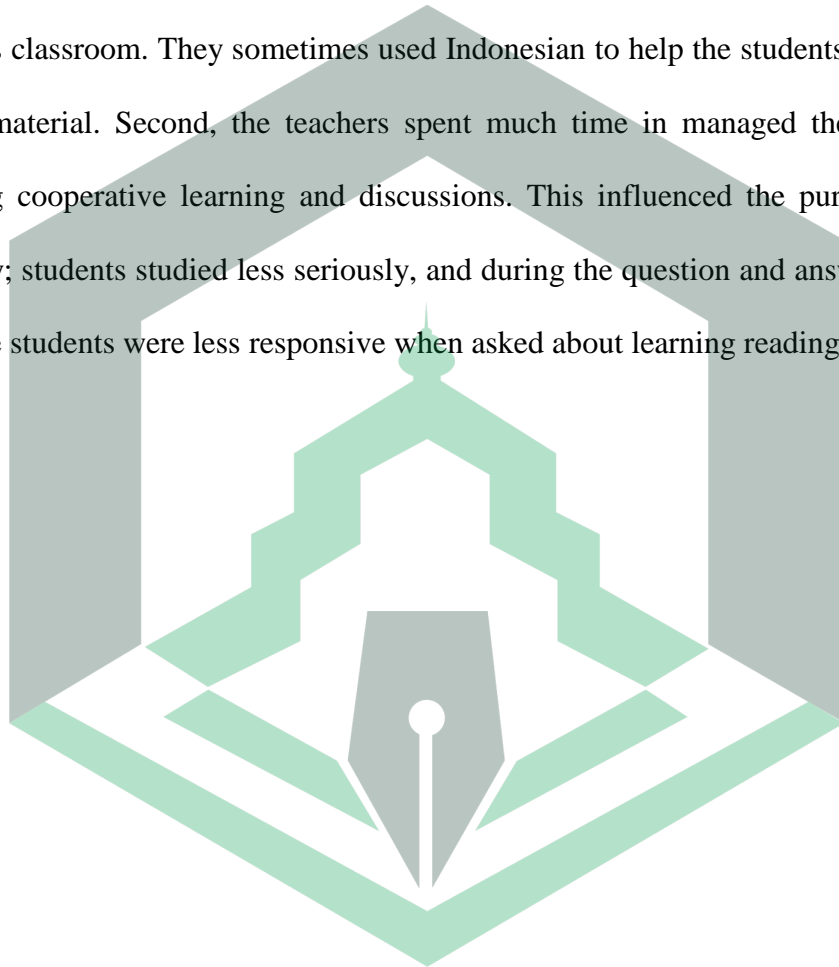 classroom. They sometimes used Indonesian to help the students
material. Second, the teachers spent much time in managed the
cooperative learning and discussions. This influenced the
; students studied less seriously, and during the question and
students were less responsive when asked about learning reading